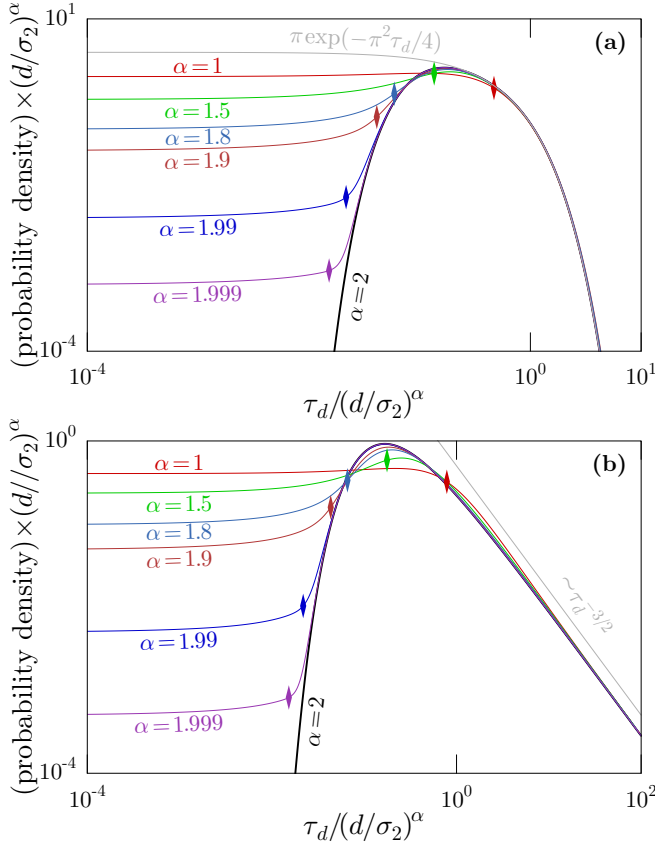 10^1
π exp(−π^2 τ_d/4)
(a)
α=1
α=1.5
α=1.8
α=1.9
α=1.99
α=1.999
α=2
(probability density)×(d/σ_2)^α
10^-4
10^-4
10^0
10^1
τ_d/(d/σ_2)^α
10^0
(b)
α=1
α=1.5
α=1.8
α=1.9
α=1.99
α=1.999
α=2
~τ_d^-3/2
(probability density)×(d//σ_2)^α
10^-4
10^-4
10^0
10^2
τ_d/(d/σ_2)^α